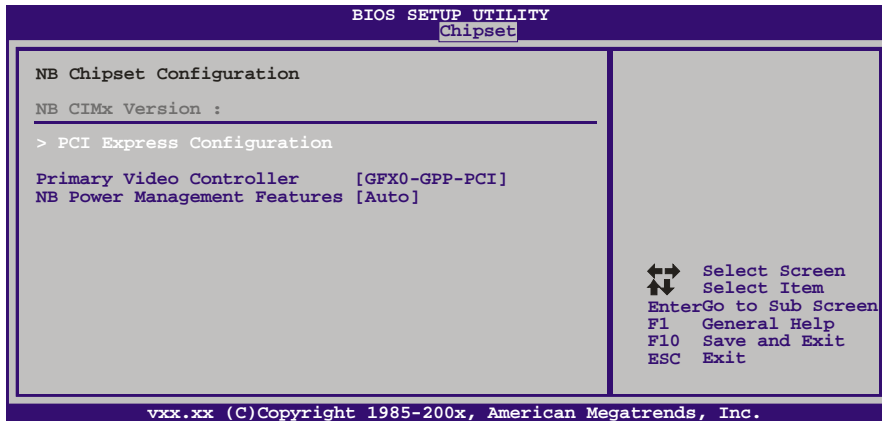 BIOS SETUP UTILITY
Chipset
NB Chipset Configuration
NB CIMx Version :
> PCI Express Configuration
Primary Video Controller [GFX0-GPP-PCI]
NB Power Management Features [Auto]
Select Screen
Select Item
EnterGo to Sub Screen
F1 General Help
F10 Save and Exit
ESC Exit
vxx.xx (C)Copyright 1985-200x, American Megatrends, Inc.